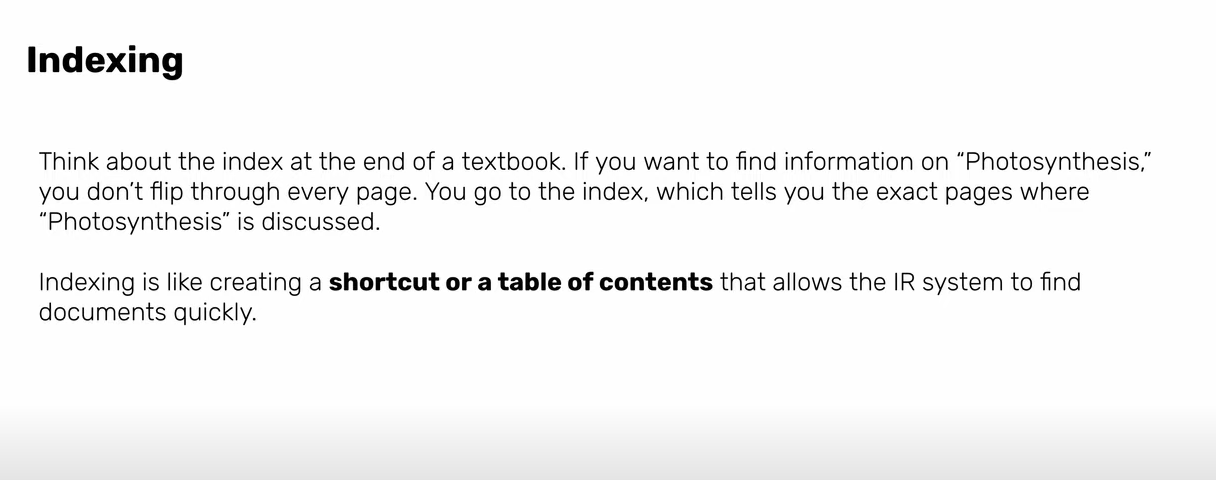 Indexing
Think about the index at the end of a textbook. If you want to find information on “Photosynthesis,”
you don’t flip through every page. You go to the index, which tells you the exact pages where
“Photosynthesis” is discussed.
Indexing is like creating a shortcut or a table of contents that allows the IR system to find
documents quickly.